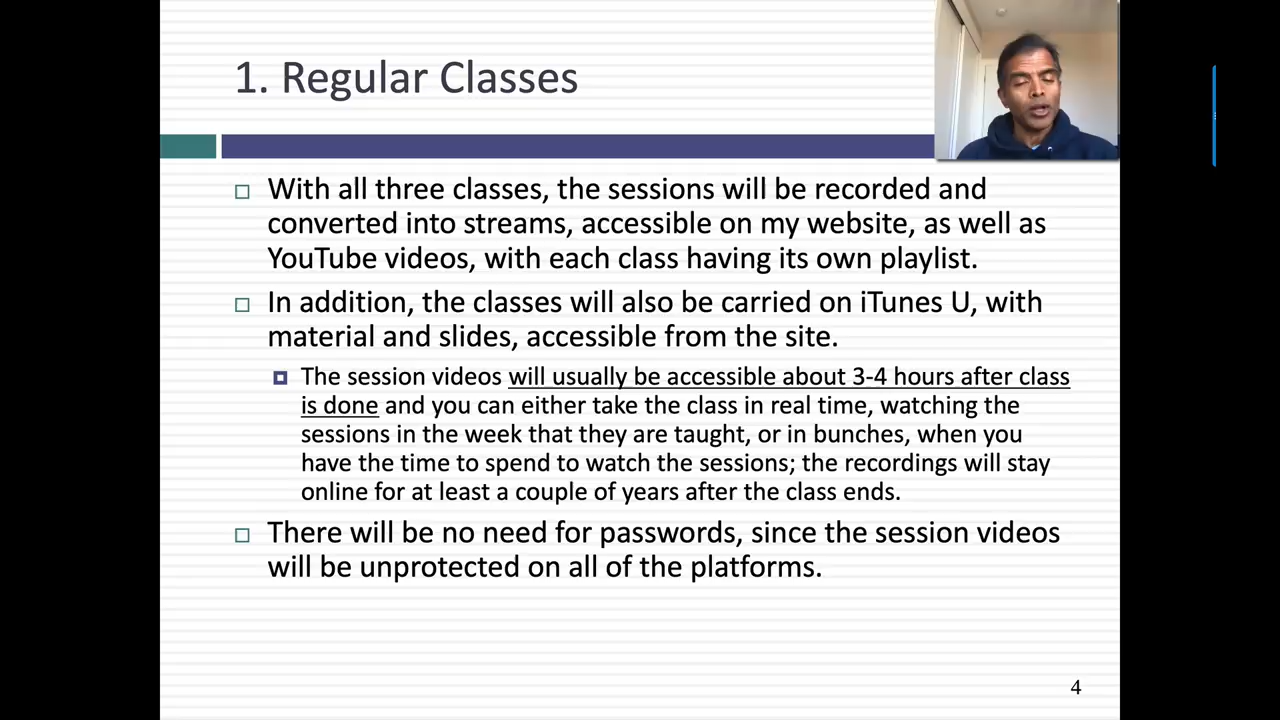 1. Regular Classes
With all three classes, the sessions will be recorded and
converted into streams, accessible on my website, as well as
YouTube videos, with each class having its own playlist.
In addition, the classes will also be carried on iTunes U, with
material and slides, accessible from the site.
The session videos will usually be accessible about 3-4 hours after class
is done and you can either take the class in real time, watching the
sessions in the week that they are taught, or in bunches, when you
have the time to spend to watch the sessions; the recordings will stay
online for at least a couple of years after the class ends.
There will be no need for passwords, since the session videos
will be unprotected on all of the platforms.
4